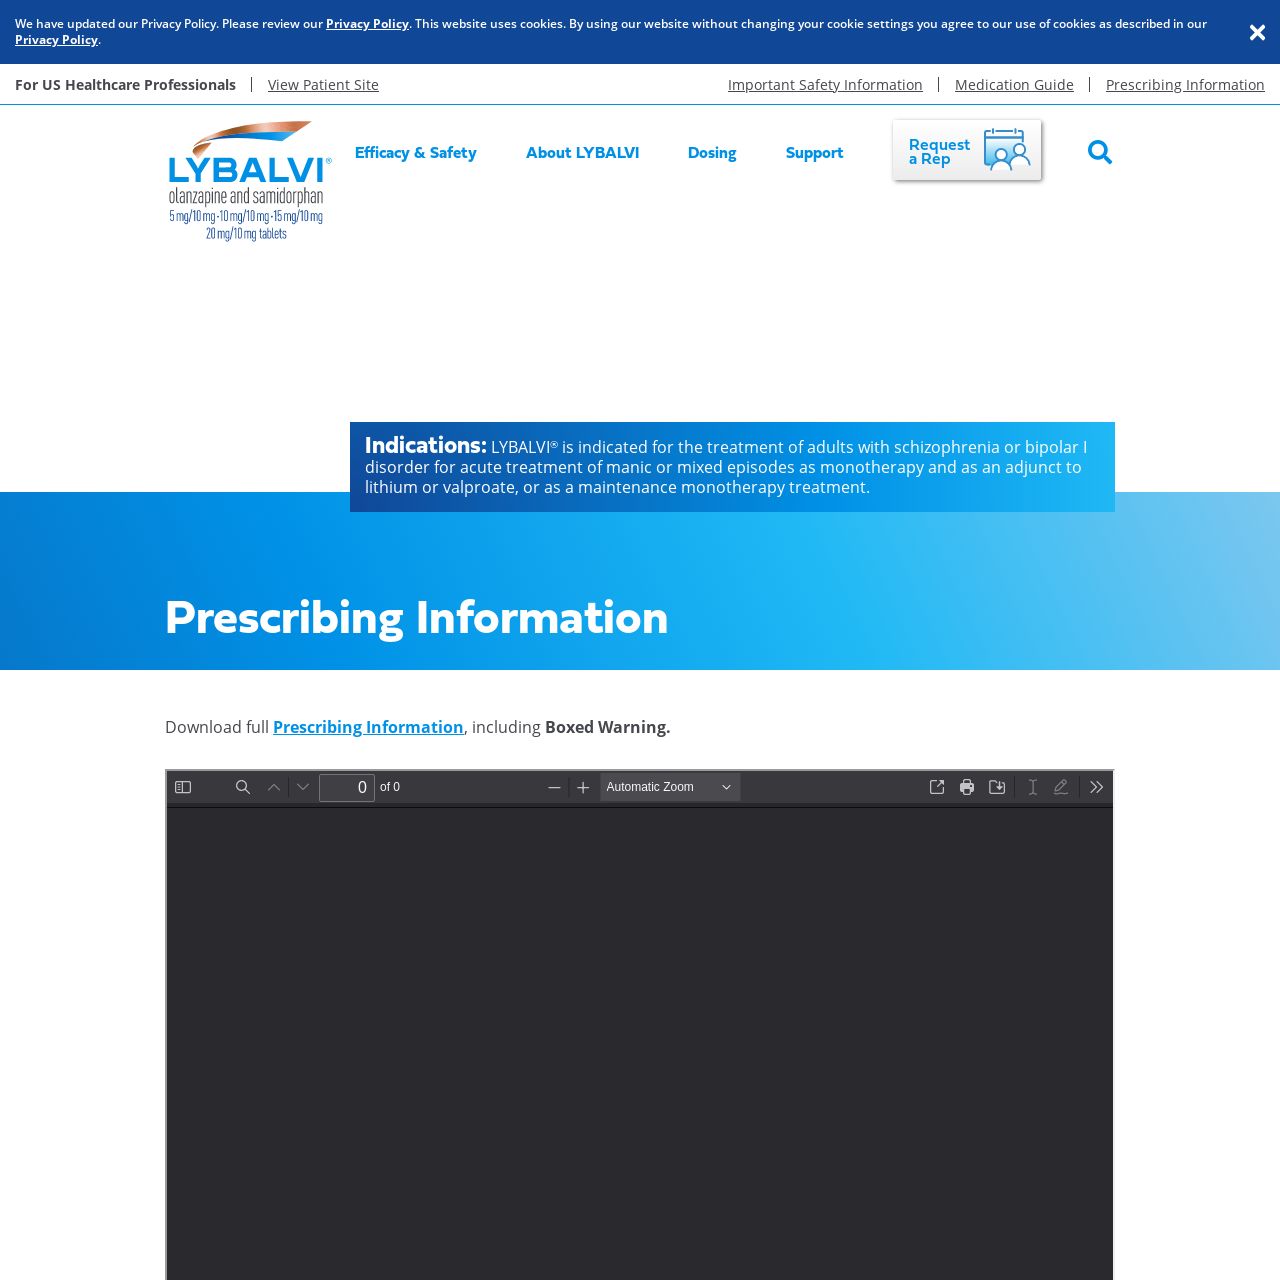 We have updated our Privacy Policy. Please review our Privacy Policy. This website uses cookies. By using our website without changing your cookie settings you agree to our use of cookies as described in our
Privacy Policy.
For US Healthcare Professionals
View Patient Site
Important Safety Information
Medication Guide
Prescribing Information
LYBALVI®
olanzapine and samidorphan
5 mg/10 mg·10 mg/10 mg·15 mg/10 mg
20 mg/10 mg tablets
Efficacy & Safety
About LYBALVI
Dosing
Support
Request
a Rep
Indications: LYBALVI® is indicated for the treatment of adults with schizophrenia or bipolar I
disorder for acute treatment of manic or mixed episodes as monotherapy and as an adjunct to
lithium or valproate, or as a maintenance monotherapy treatment.
Prescribing Information
Download full Prescribing Information, including Boxed Warning.
0 of 0
Automatic Zoom